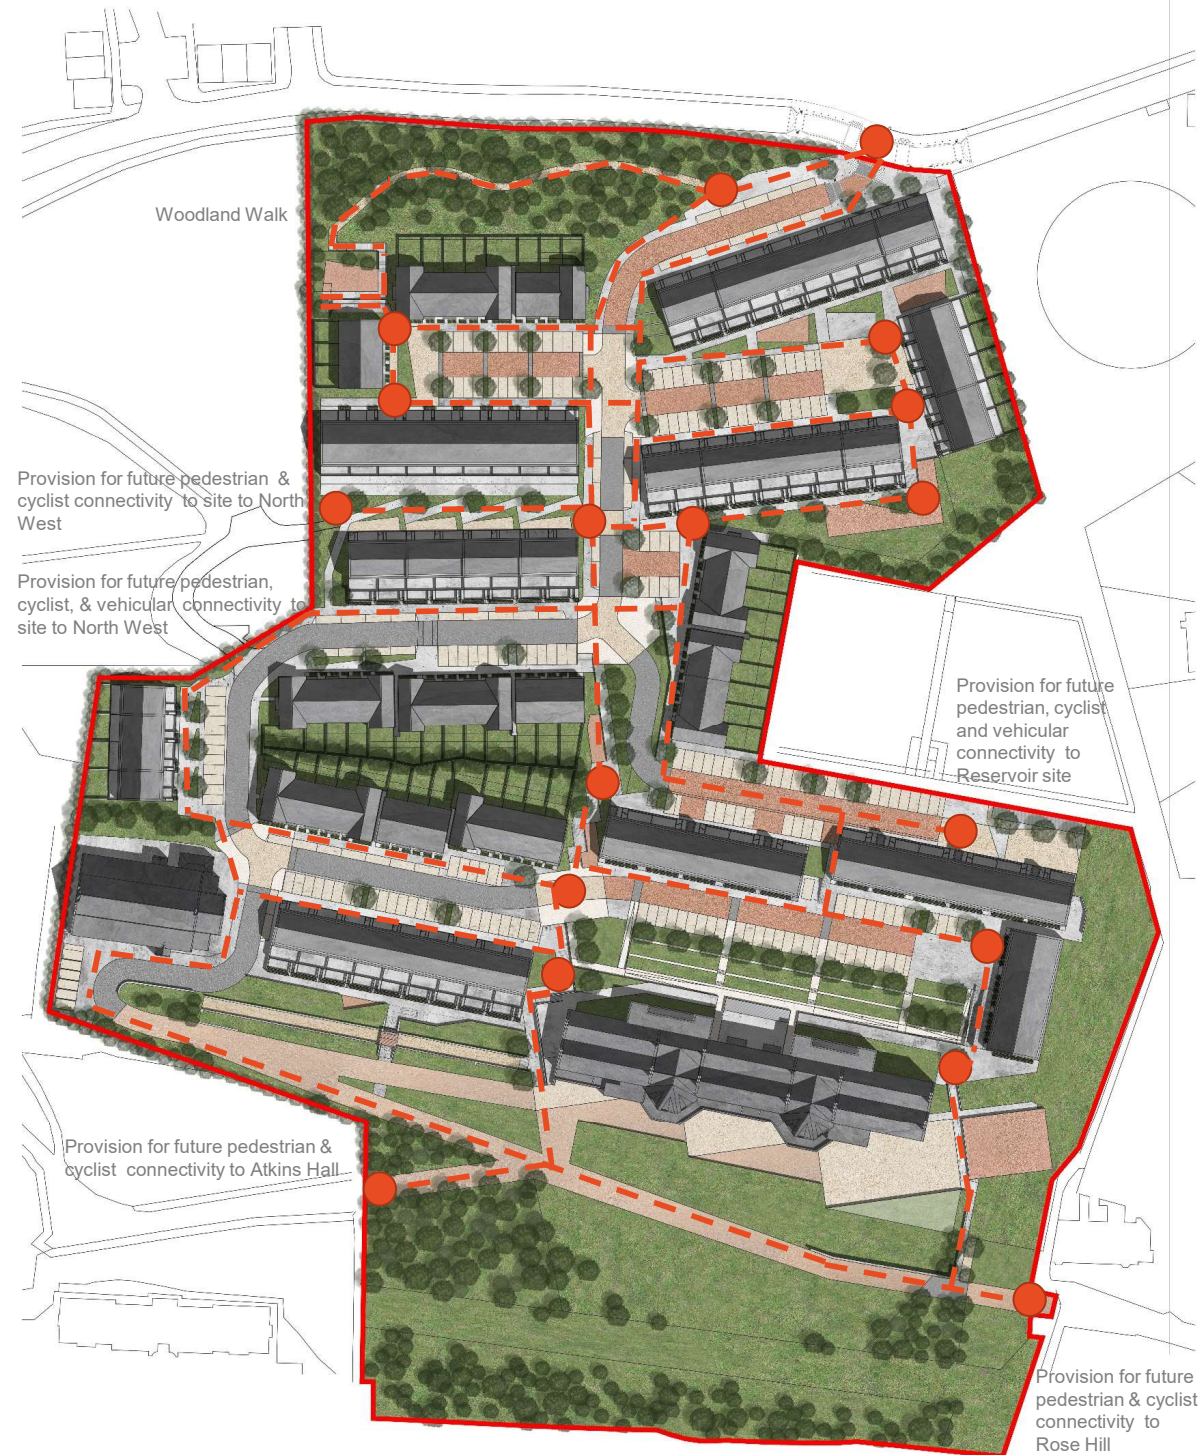 Woodland Walk
Provision for future pedestrian &
cyclist connectivity to site to North
West
Provision for future pedestrian,
cyclist, & vehicular connectivity to
site to North West
Provision for future
pedestrian, cyclist
and vehicular
connectivity to
Reservoir site
Provision for future pedestrian &
cyclist connectivity to Atkins Hall
Provision for future
pedestrian & cyclist
connectivity to
Rose Hill